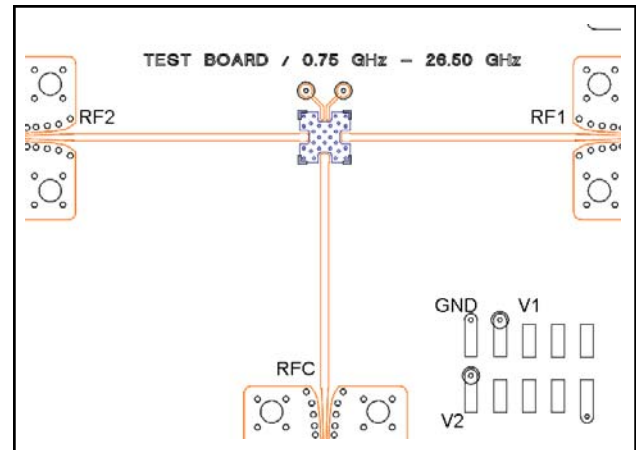 TEST BOARD / 0.75 GHz - 26.50 GHz
RF2
RF1
GND
V1
RFC
V2